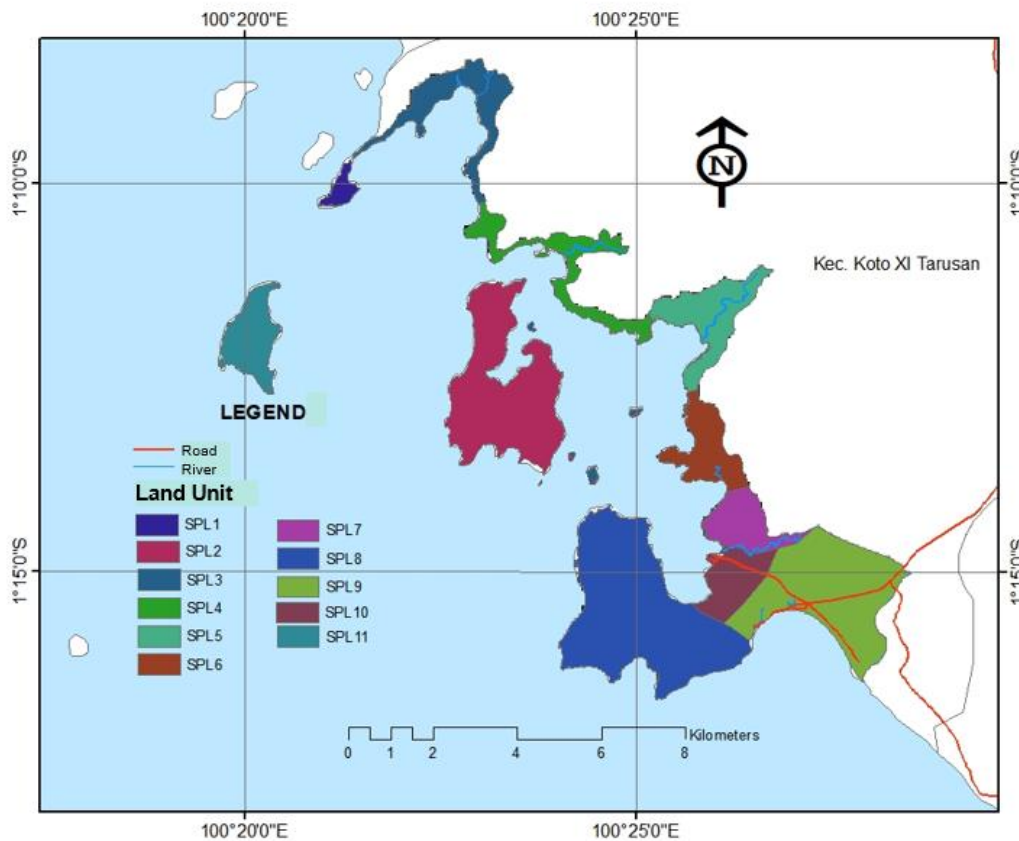 100°20'0"E
100°25'0"E
1°10'0"S
1°10'0"S
N
Kec. Koto XI Tarusan
LEGEND
Road
River
Land Unit
SPL1
SPL2
SPL3
SPL4
SPL5
SPL6
SPL7
SPL8
SPL9
SPL10
SPL11
1°15'0"S
1°15'0"S
0 1 2 4 6 8 Kilometers
100°20'0"E
100°25'0"E